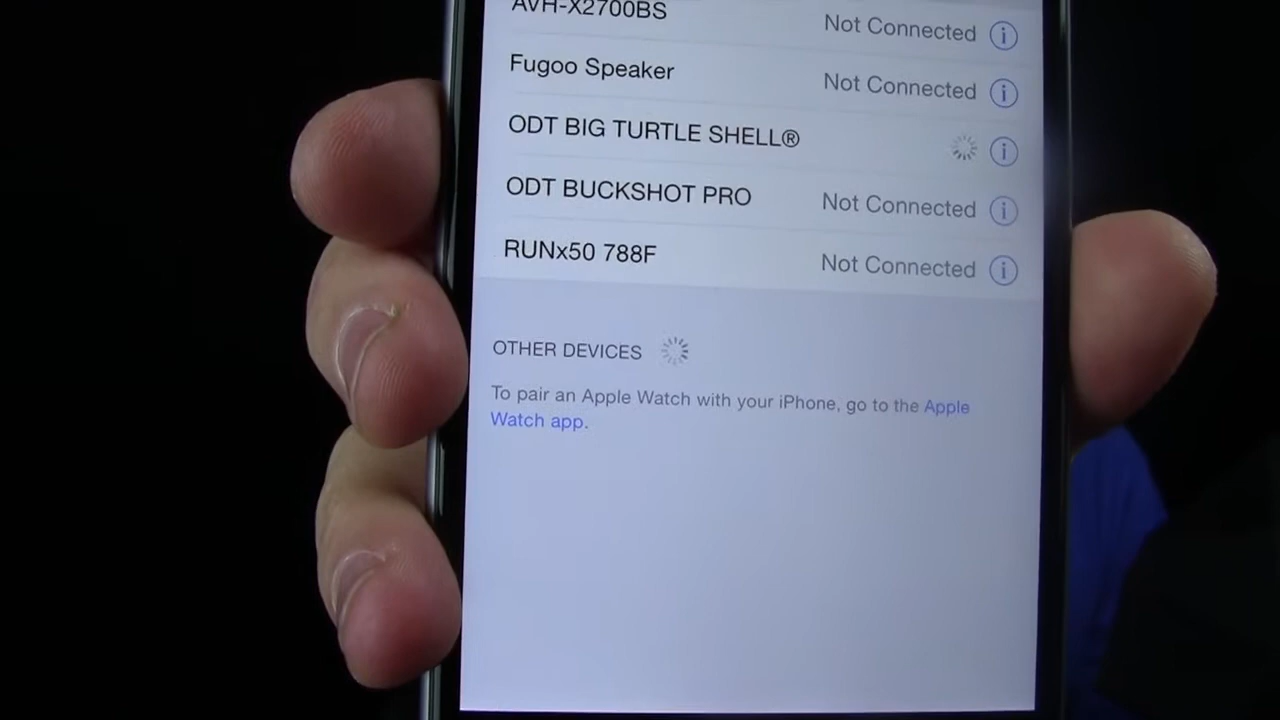 AVH-X2700BS Not Connected
Fugoo Speaker Not Connected
ODT BIG TURTLE SHELL®
ODT BUCKSHOT PRO Not Connected
RUNx50 788F Not Connected
OTHER DEVICES
To pair an Apple Watch with your iPhone, go to the Apple
Watch app.